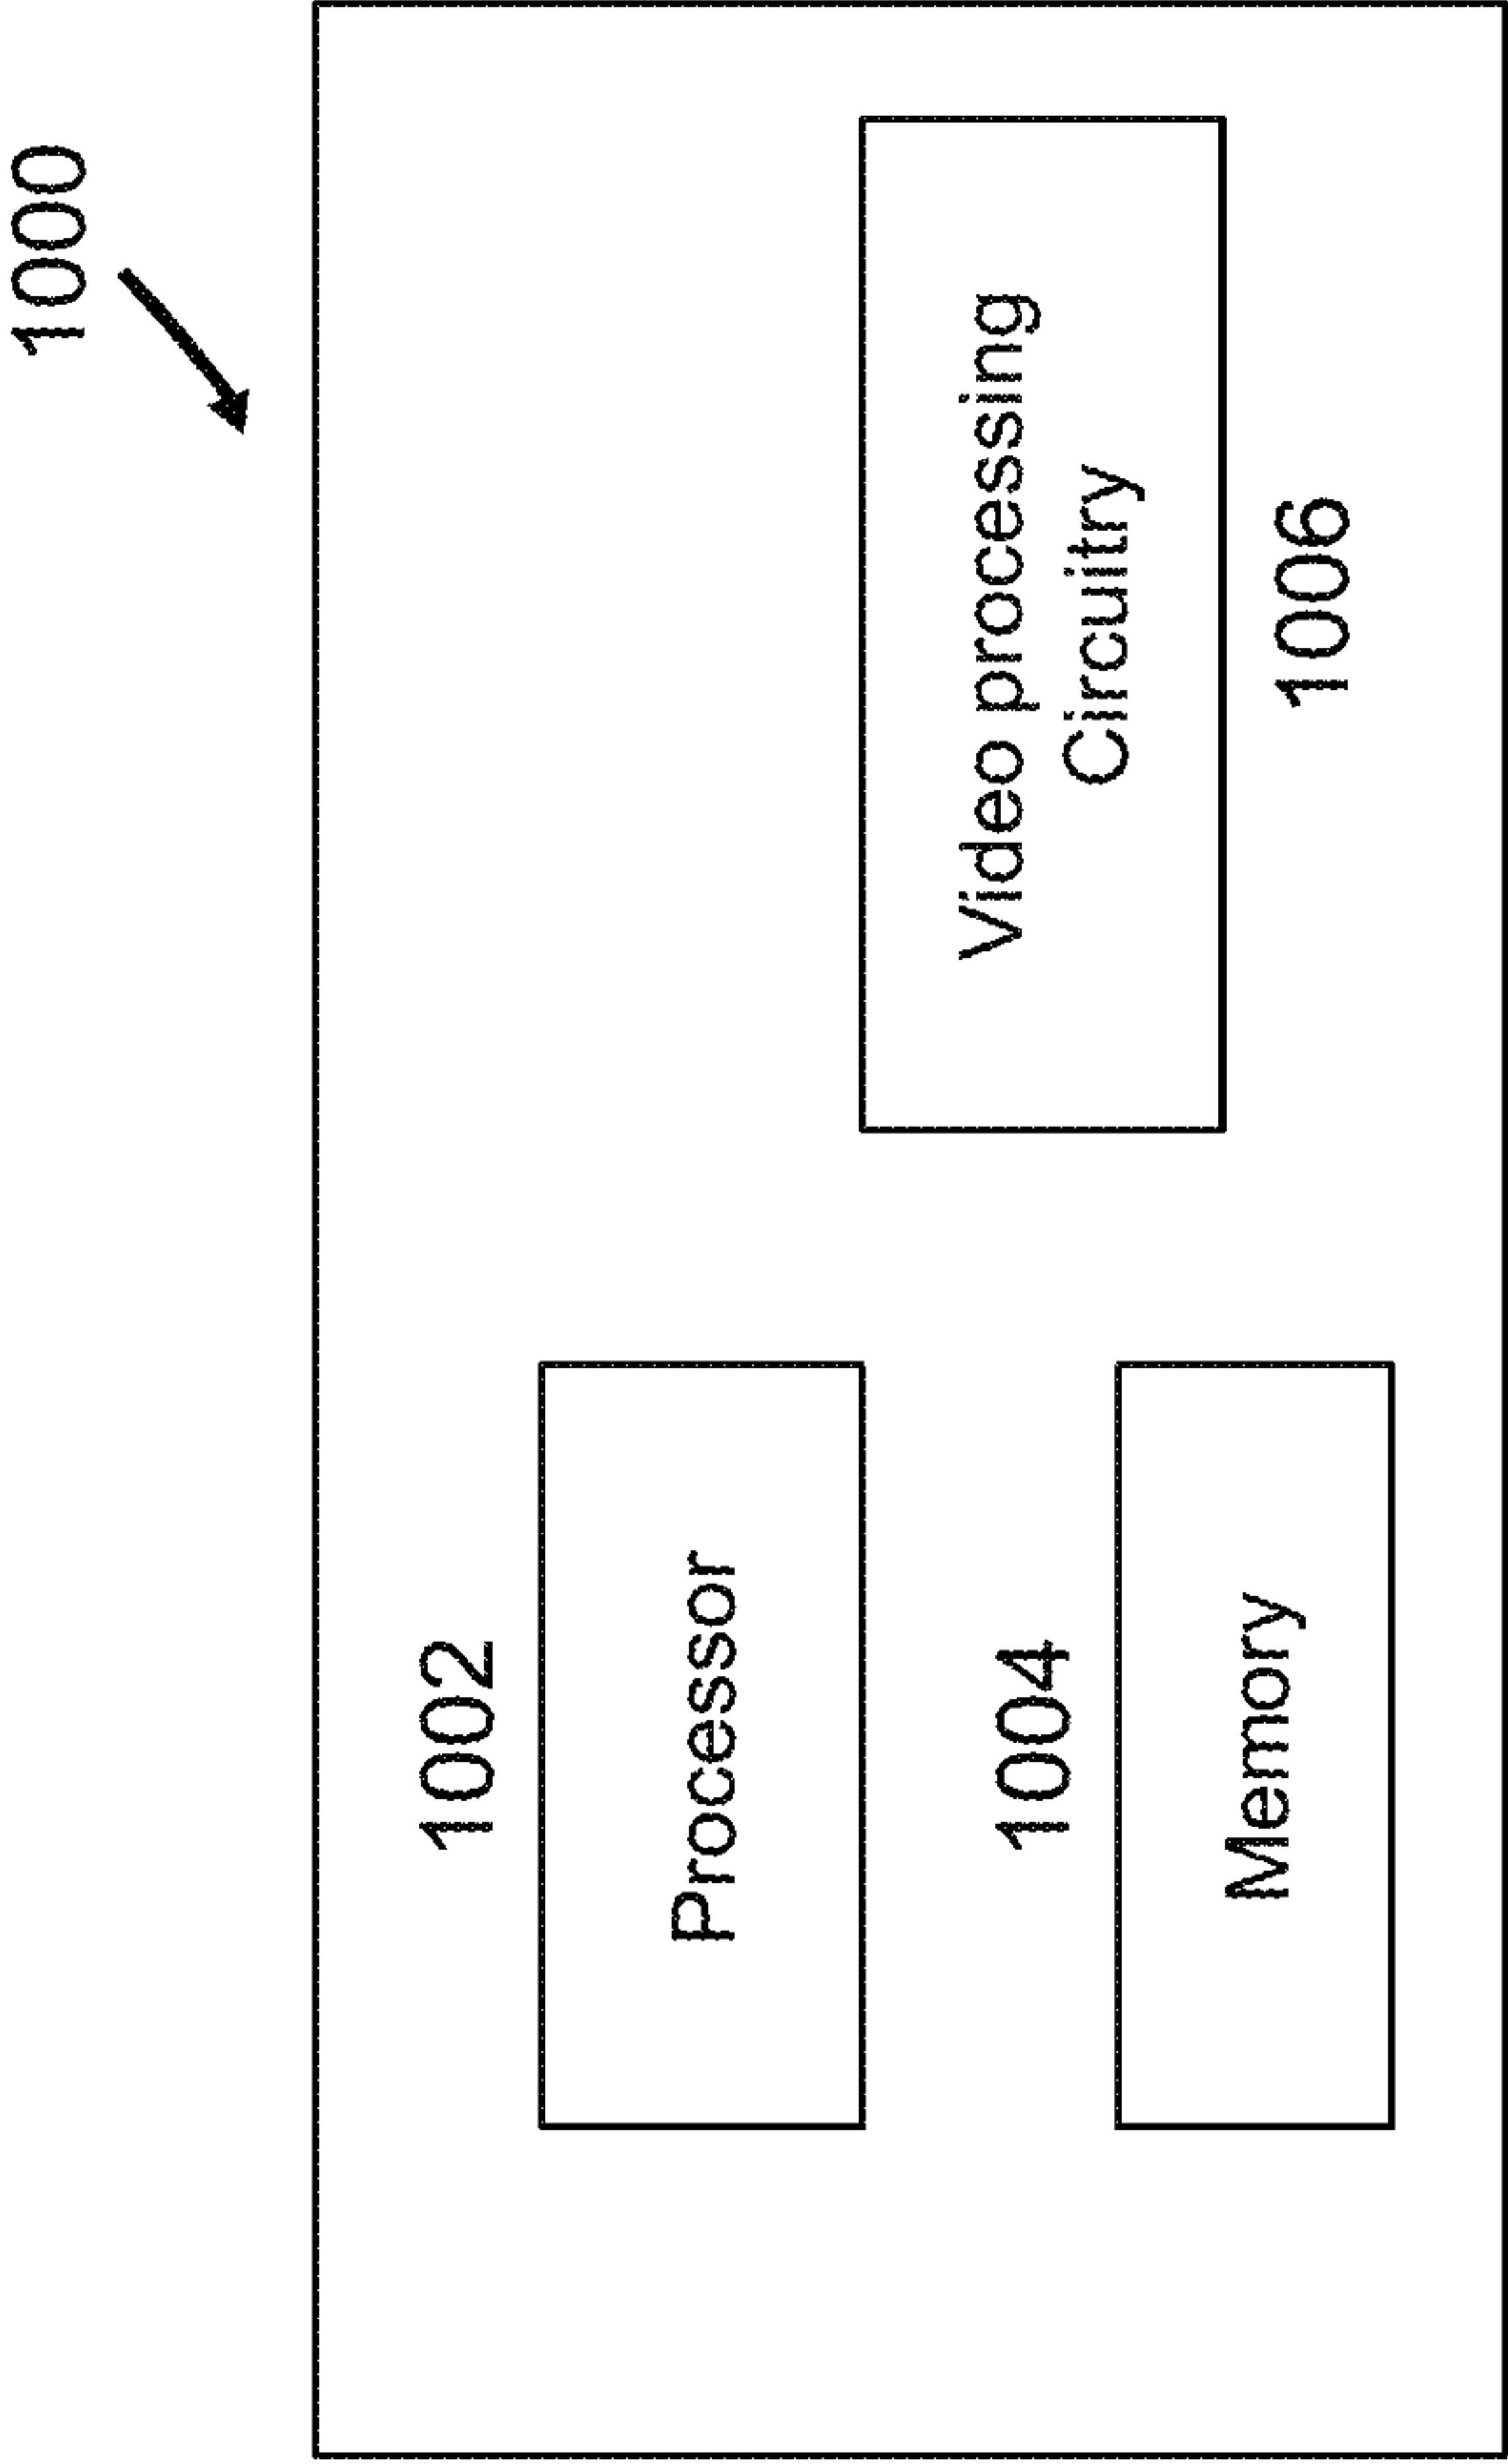 1000
1002
Processor
1004
Memory
Video processing
Circuitry
1006